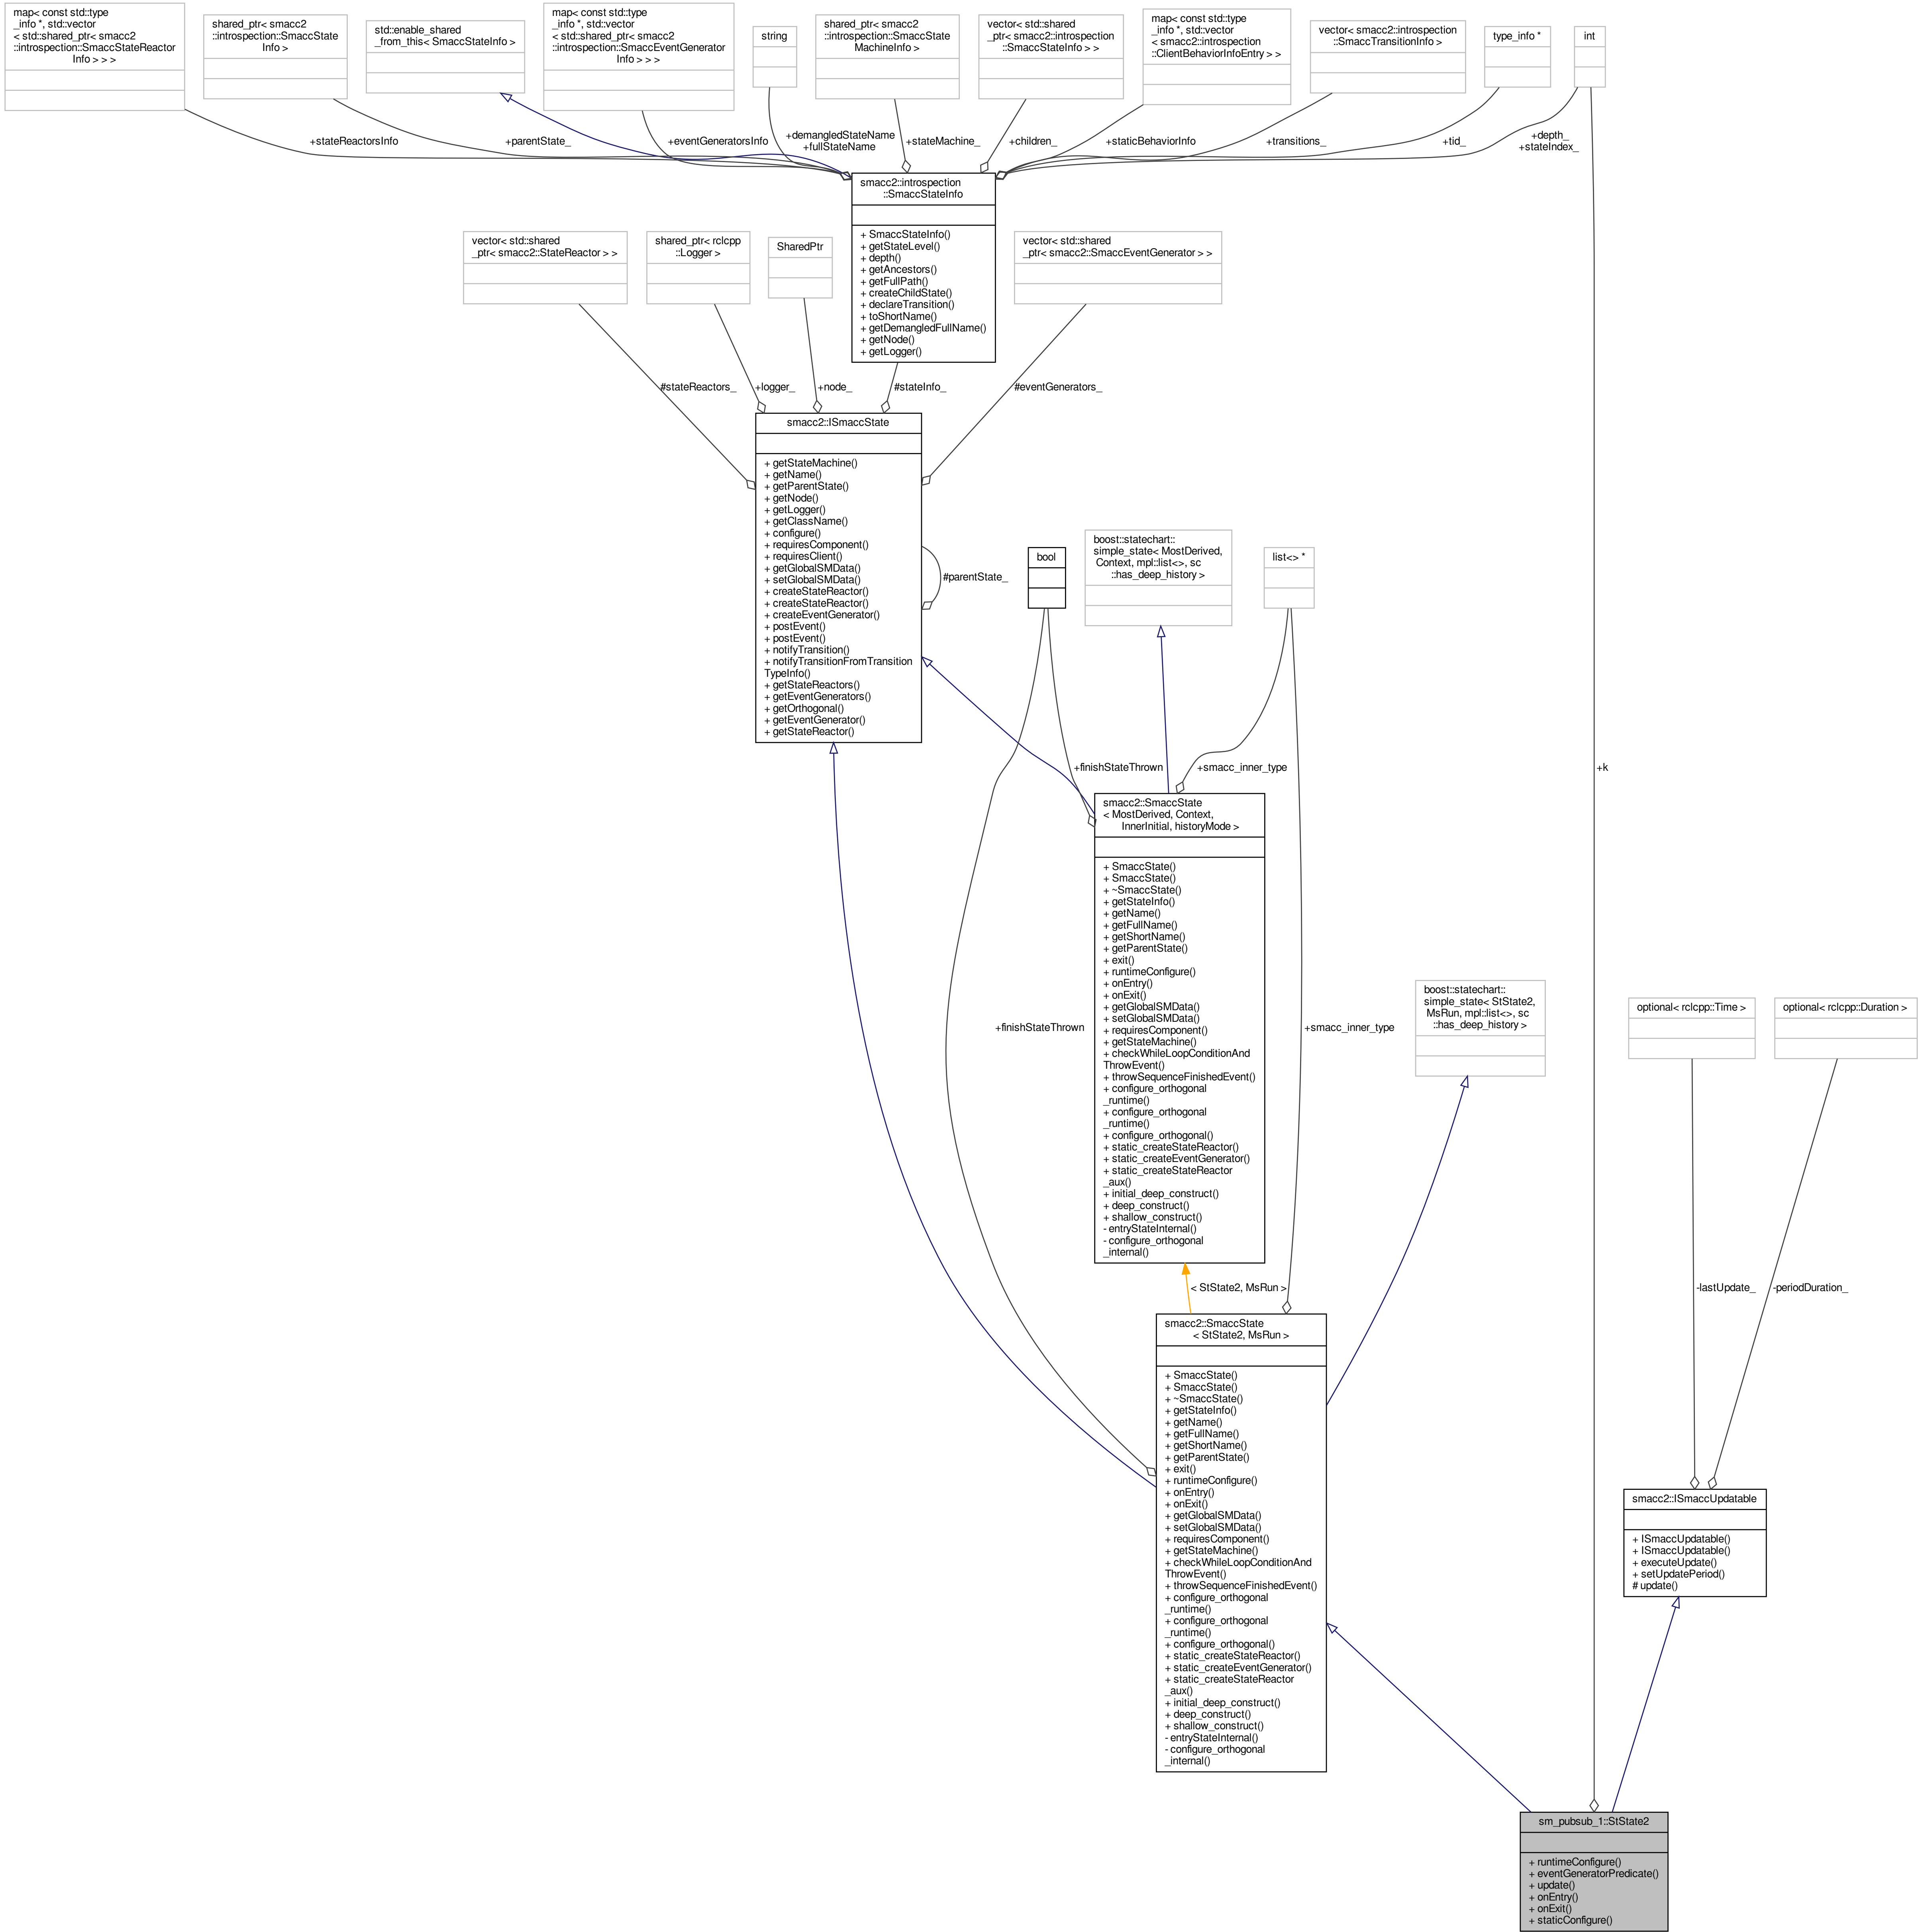 map< const std::type
_info *, std::vector
< std::shared_ptr< smacc2
::introspection::SmaccStateReactor
Info > > >
shared_ptr< smacc2
::introspection::SmaccState
Info >
std::enable_shared
_from_this< SmaccStateInfo >
map< const std::type
_info *, std::vector
< std::shared_ptr< smacc2
::introspection::SmaccEventGenerator
Info > > >
string
shared_ptr< smacc2
::introspection::SmaccState
MachineInfo >
vector< std::shared
_ptr< smacc2::introspection
::SmaccStateInfo > >
map< const std::type
_info *, std::vector
< smacc2::introspection
::ClientBehaviorInfoEntry > >
vector< smacc2::introspection
::SmaccTransitionInfo >
type_info *
int
+stateReactorsInfo
+parentState_
+eventGeneratorsInfo
+demangledStateName
+fullStateName
+stateMachine_
+children_
+staticBehaviorInfo
+transitions_
+tid_
+depth_
+stateIndex_
smacc2::introspection
::SmaccStateInfo
+ SmaccStateInfo()
+ getStateLevel()
+ depth()
+ getAncestors()
+ getFullPath()
+ createChildState()
+ declareTransition()
+ toShortName()
+ getDemangledFullName()
+ getNode()
+ getLogger()
vector< std::shared
_ptr< smacc2::StateReactor > >
shared_ptr< rclcpp
::Logger >
SharedPtr
vector< std::shared
_ptr< smacc2::SmaccEventGenerator > >
#stateReactors_
+logger_
+node_
#stateInfo_
#eventGenerators_
smacc2::ISmaccState
+ getStateMachine()
+ getName()
+ getParentState()
+ getNode()
+ getLogger()
+ getClassName()
+ configure()
+ requiresComponent()
+ requiresClient()
+ getGlobalSMData()
+ setGlobalSMData()
+ createStateReactor()
+ createStateReactor()
+ createEventGenerator()
+ postEvent()
+ postEvent()
+ notifyTransition()
+ notifyTransitionFromTransition
TypeInfo()
+ getStateReactors()
+ getEventGenerators()
+ getOrthogonal()
+ getEventGenerator()
+ getStateReactor()
#parentState_
bool
boost::statechart::
simple_state< MostDerived,
Context, mpl::list<>, sc
::has_deep_history >
list<> *
+finishStateThrown
+smacc_inner_type
+k
smacc2::SmaccState
< MostDerived, Context,
InnerInitial, historyMode >
+ SmaccState()
+ SmaccState()
+ ~SmaccState()
+ getStateInfo()
+ getName()
+ getFullName()
+ getShortName()
+ getParentState()
+ exit()
+ runtimeConfigure()
+ onEntry()
+ onExit()
+ getGlobalSMData()
+ setGlobalSMData()
+ requiresComponent()
+ getStateMachine()
+ checkWhileLoopConditionAnd
ThrowEvent()
+ throwSequenceFinishedEvent()
+ configure_orthogonal
_runtime()
+ configure_orthogonal
_runtime()
+ configure_orthogonal()
+ static_createStateReactor()
+ static_createEventGenerator()
+ static_createStateReactor
_aux()
+ initial_deep_construct()
+ deep_construct()
+ shallow_construct()
- entryStateInternal()
- configure_orthogonal
_internal()
+finishStateThrown
+smacc_inner_type
boost::statechart::
simple_state< StState2,
MsRun, mpl::list<>, sc
::has_deep_history >
optional< rclcpp::Time >
optional< rclcpp::Duration >
< StState2, MsRun >
-lastUpdate_
-periodDuration_
smacc2::SmaccState
< StState2, MsRun >
+ SmaccState()
+ SmaccState()
+ ~SmaccState()
+ getStateInfo()
+ getName()
+ getFullName()
+ getShortName()
+ getParentState()
+ exit()
+ runtimeConfigure()
+ onEntry()
+ onExit()
+ getGlobalSMData()
+ setGlobalSMData()
+ requiresComponent()
+ getStateMachine()
+ checkWhileLoopConditionAnd
ThrowEvent()
+ throwSequenceFinishedEvent()
+ configure_orthogonal
_runtime()
+ configure_orthogonal
_runtime()
+ configure_orthogonal()
+ static_createStateReactor()
+ static_createEventGenerator()
+ static_createStateReactor
_aux()
+ initial_deep_construct()
+ deep_construct()
+ shallow_construct()
- entryStateInternal()
- configure_orthogonal
_internal()
smacc2::ISmaccUpdatable
+ ISmaccUpdatable()
+ ISmaccUpdatable()
+ executeUpdate()
+ setUpdatePeriod()
# update()
sm_pubsub_1::StState2
+ runtimeConfigure()
+ eventGeneratorPredicate()
+ update()
+ onEntry()
+ onExit()
+ staticConfigure()